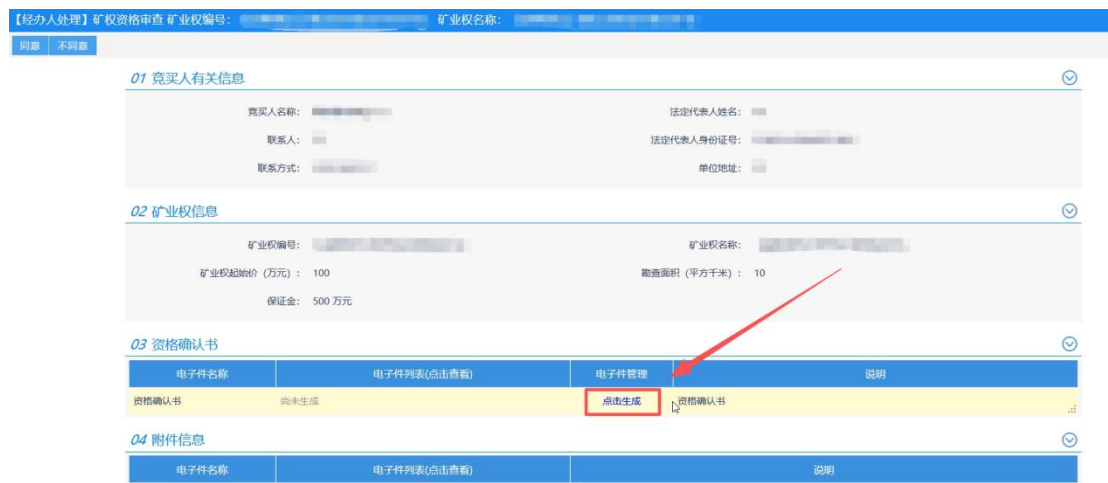 【经办人处理】矿权资格审查 矿业权编号： 矿业权名称：
同意 不同意
01 竞买人有关信息
竞买人名称： 法定代表人姓名：
联系人： 法定代表人身份证号：
联系方式： 单位地址：
02 矿业权信息
矿业权编号： 矿业权名称：
矿业权起始价（万元）： 100 勘查面积（平方千米）： 10
保证金： 500 万元
03 资格确认书
电子件名称 电子件列表(点击查看) 电子件管理 说明
资格确认书 尚未生成 点击生成 资格确认书
04 附件信息
电子件名称 电子件列表(点击查看) 说明